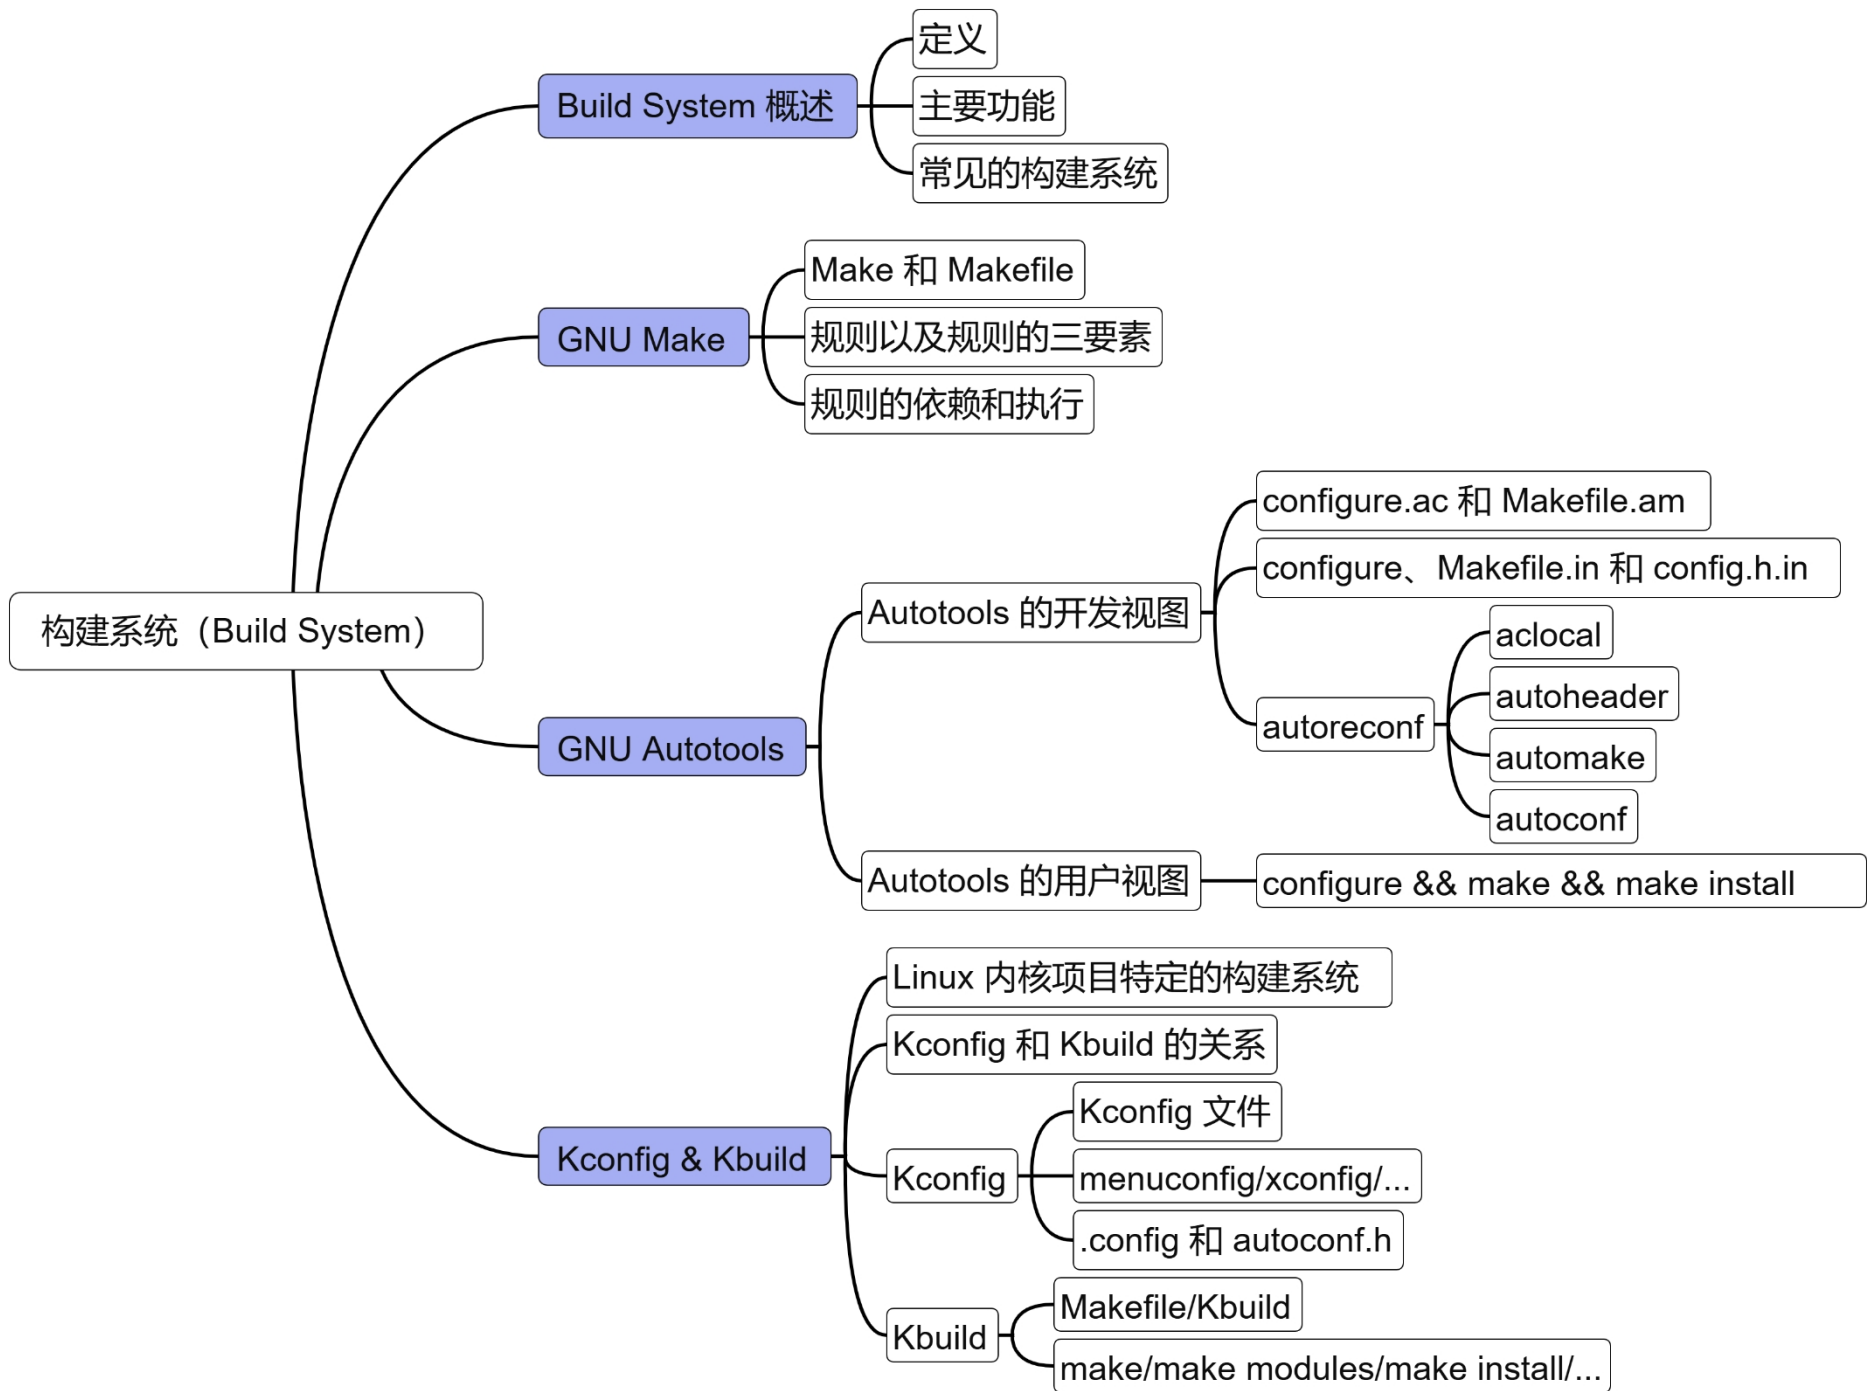 构建系统（Build System）
Build System 概述
定义
主要功能
常见的构建系统
GNU Make
Make 和 Makefile
规则以及规则的三要素
规则的依赖和执行
GNU Autotools
Autotools 的开发视图
configure.ac 和 Makefile.am
configure、Makefile.in 和 config.h.in
autoreconf
aclocal
autoheader
automake
autoconf
Autotools 的用户视图
configure && make && make install
Kconfig & Kbuild
Linux 内核项目特定的构建系统
Kconfig 和 Kbuild 的关系
Kconfig
Kconfig 文件
menuconfig/xconfig/...
.config 和 autoconf.h
Kbuild
Makefile/Kbuild
make/make modules/make install/...